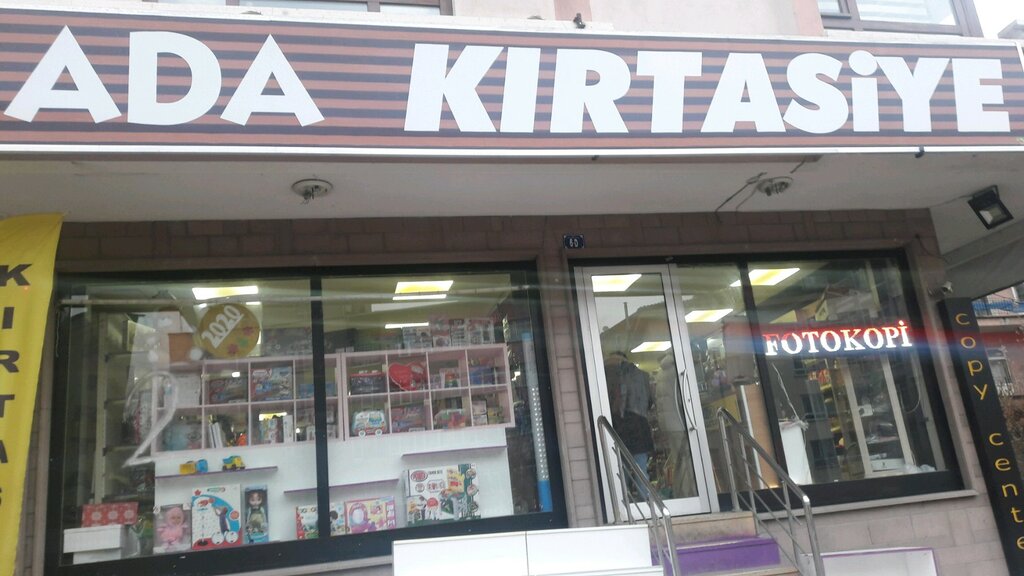 ADA KIRTASİYE
60
2020
FOTOKOPİ
KIRTAS
copy cente